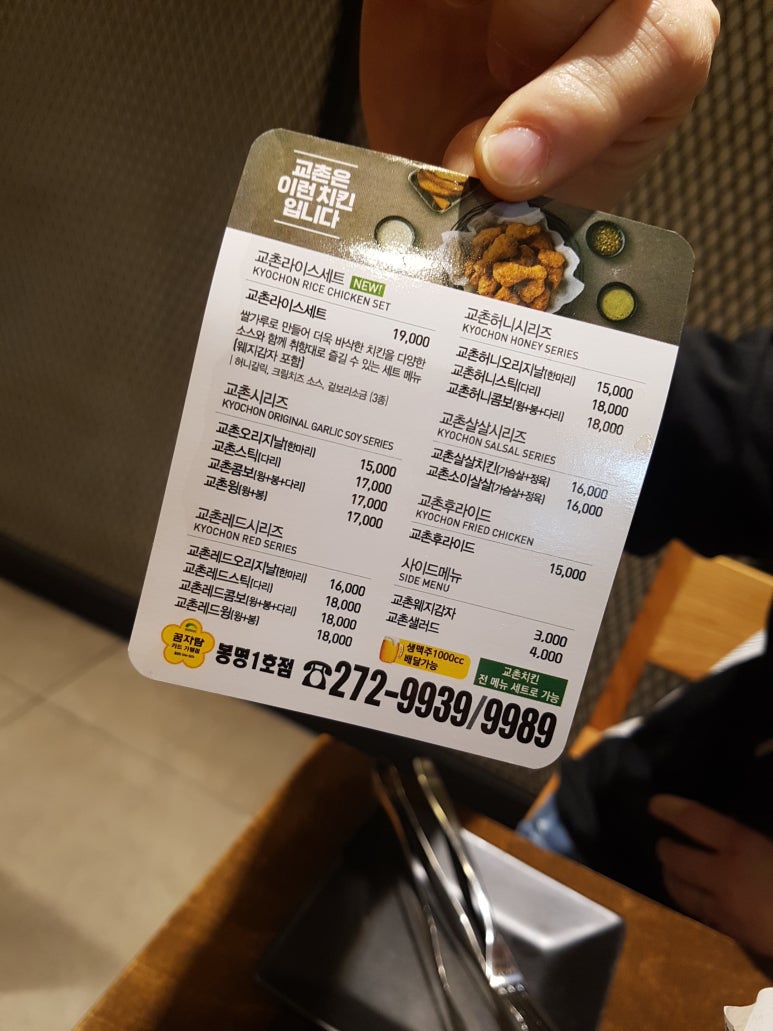 교촌은
이런 치킨
입니다
교촌라이스세트 NEW!
KYOCHON RICE CHICKEN SET
교촌라이스세트 19,000
쌀가루로 만들어 더욱 바삭한 치킨을 다양한
소스와 함께 취향대로 즐길 수 있는 세트 메뉴
(웨지감자 포함)
| 허니갈릭, 크림치즈 소스, 겉보리소금 (3종)
교촌시리즈
KYOCHON ORIGINAL GARLIC SOY SERIES
교촌오리지날(한마리) 15,000
교촌스틱(다리) 17,000
교촌콤보(윙+봉+다리) 17,000
교촌윙(윙+봉) 17,000
교촌레드시리즈
KYOCHON RED SERIES
교촌레드오리지날(한마리) 16,000
교촌레드스틱(다리) 18,000
교촌레드콤보(윙+봉+다리) 18,000
교촌레드윙(윙+봉) 18,000
교촌허니시리즈
KYOCHON HONEY SERIES
교촌허니오리지날(한마리) 15,000
교촌허니스틱(다리) 18,000
교촌허니콤보(윙+봉+다리) 18,000
교촌살살시리즈
KYOCHON SALSAL SERIES
교촌살살치킨(가슴살+정육) 16,000
교촌소이살살(가슴살+정육) 16,000
교촌후라이드
KYOCHON FRIED CHICKEN
교촌후라이드 15,000
사이드메뉴
SIDE MENU
교촌웨지감자 3,000
교촌샐러드 4,000
꿈자람
카드 가맹점
생맥주1000cc
배달가능
교촌치킨
전 메뉴 세트로 가능
봉명1호점 ☎272-9939/9989